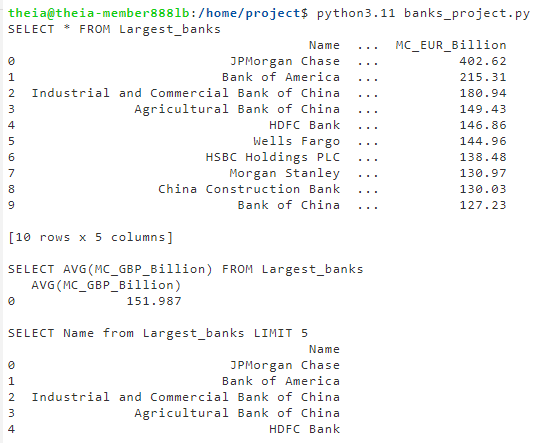 theia@theia-member888lb:/home/project$ python3.11 banks_project.py
SELECT * FROM Largest_banks
                                      Name  ...  MC_EUR_Billion
0                           JPMorgan Chase  ...          402.62
1                          Bank of America  ...          215.31
2  Industrial and Commercial Bank of China  ...          180.94
3               Agricultural Bank of China  ...          149.43
4                                HDFC Bank  ...          146.86
5                              Wells Fargo  ...          144.96
6                        HSBC Holdings PLC  ...          138.48
7                           Morgan Stanley  ...          130.97
8                  China Construction Bank  ...          130.03
9                            Bank of China  ...          127.23
[10 rows x 5 columns]
SELECT AVG(MC_GBP_Billion) FROM Largest_banks
   AVG(MC_GBP_Billion)
0              151.987
SELECT Name from Largest_banks LIMIT 5
                                      Name
0                           JPMorgan Chase
1                          Bank of America
2  Industrial and Commercial Bank of China
3               Agricultural Bank of China
4                                HDFC Bank